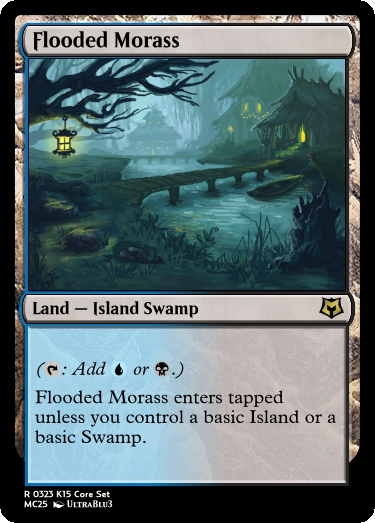 Flooded Morass
Land — Island Swamp
(: Add or .)
Flooded Morass enters tapped
unless you control a basic Island or a
basic Swamp.
R 0323 K15 Core Set
MC25 UltraBlu3